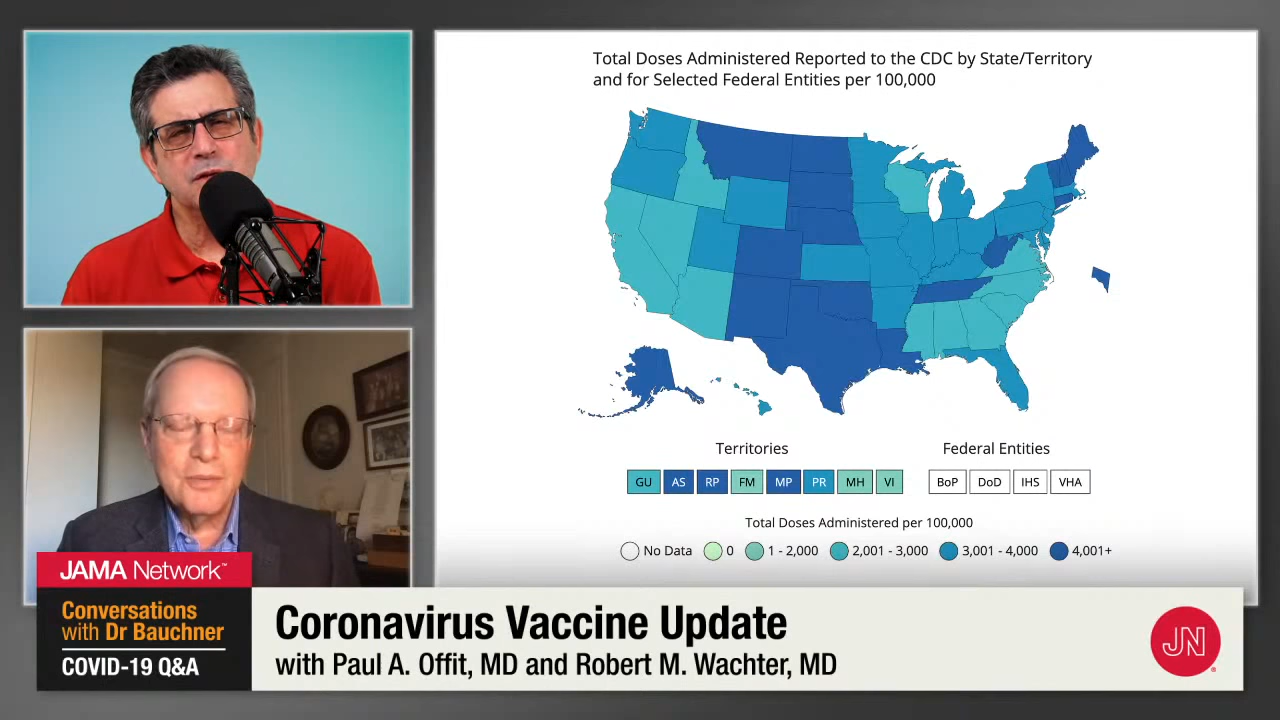 Total Doses Administered Reported to the CDC by State/Territory
and for Selected Federal Entities per 100,000
Territories
Federal Entities
GU AS RP FM MP PR MH VI
BoP DoD IHS VHA
Total Doses Administered per 100,000
No Data 0 1 - 2,000 2,001 - 3,000 3,001 - 4,000 4,001+
JAMA Network™
Conversations
with Dr Bauchner
COVID-19 Q&A
Coronavirus Vaccine Update
with Paul A. Offit, MD and Robert M. Wachter, MD
JN